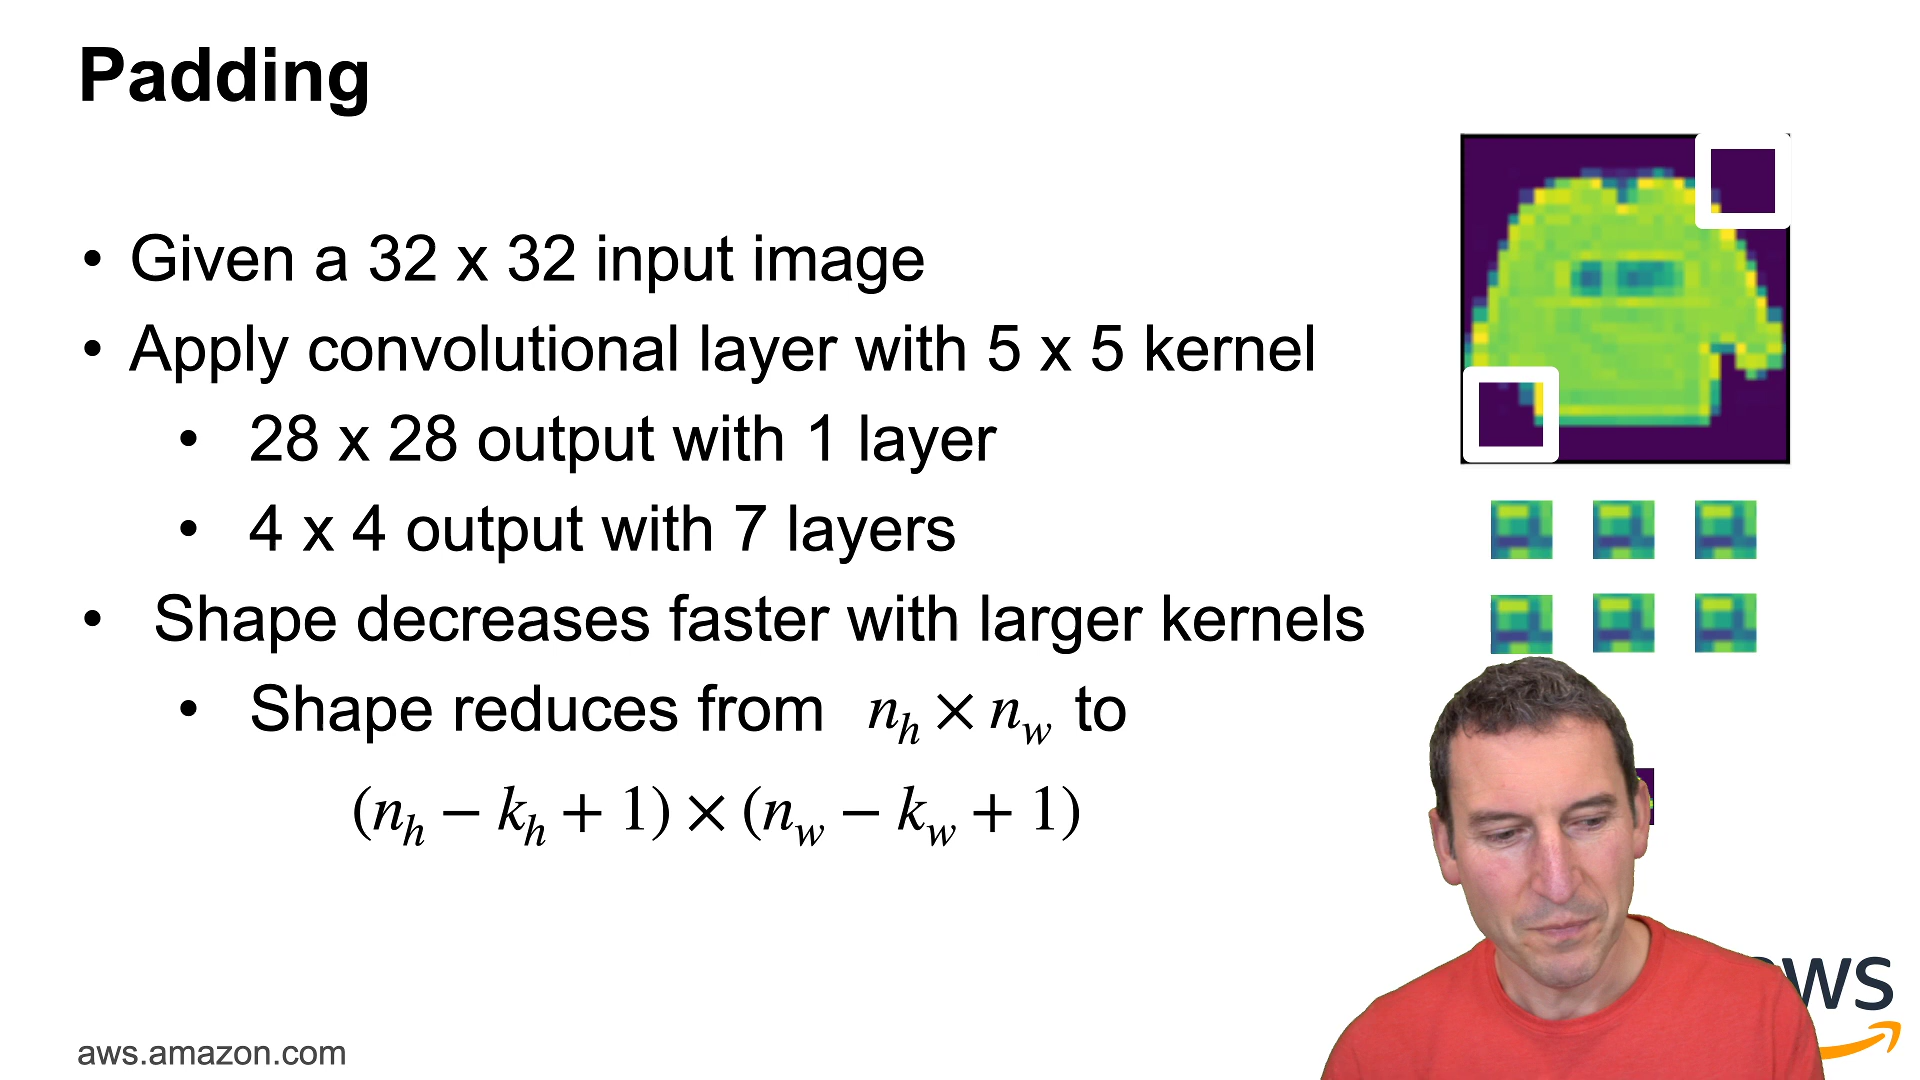 Padding
• Given a 32 x 32 input image
• Apply convolutional layer with 5 x 5 kernel
• 28 x 28 output with 1 layer
• 4 x 4 output with 7 layers
• Shape decreases faster with larger kernels
• Shape reduces from n_h × n_w to
(n_h − k_h + 1) × (n_w − k_w + 1)
aws
aws.amazon.com